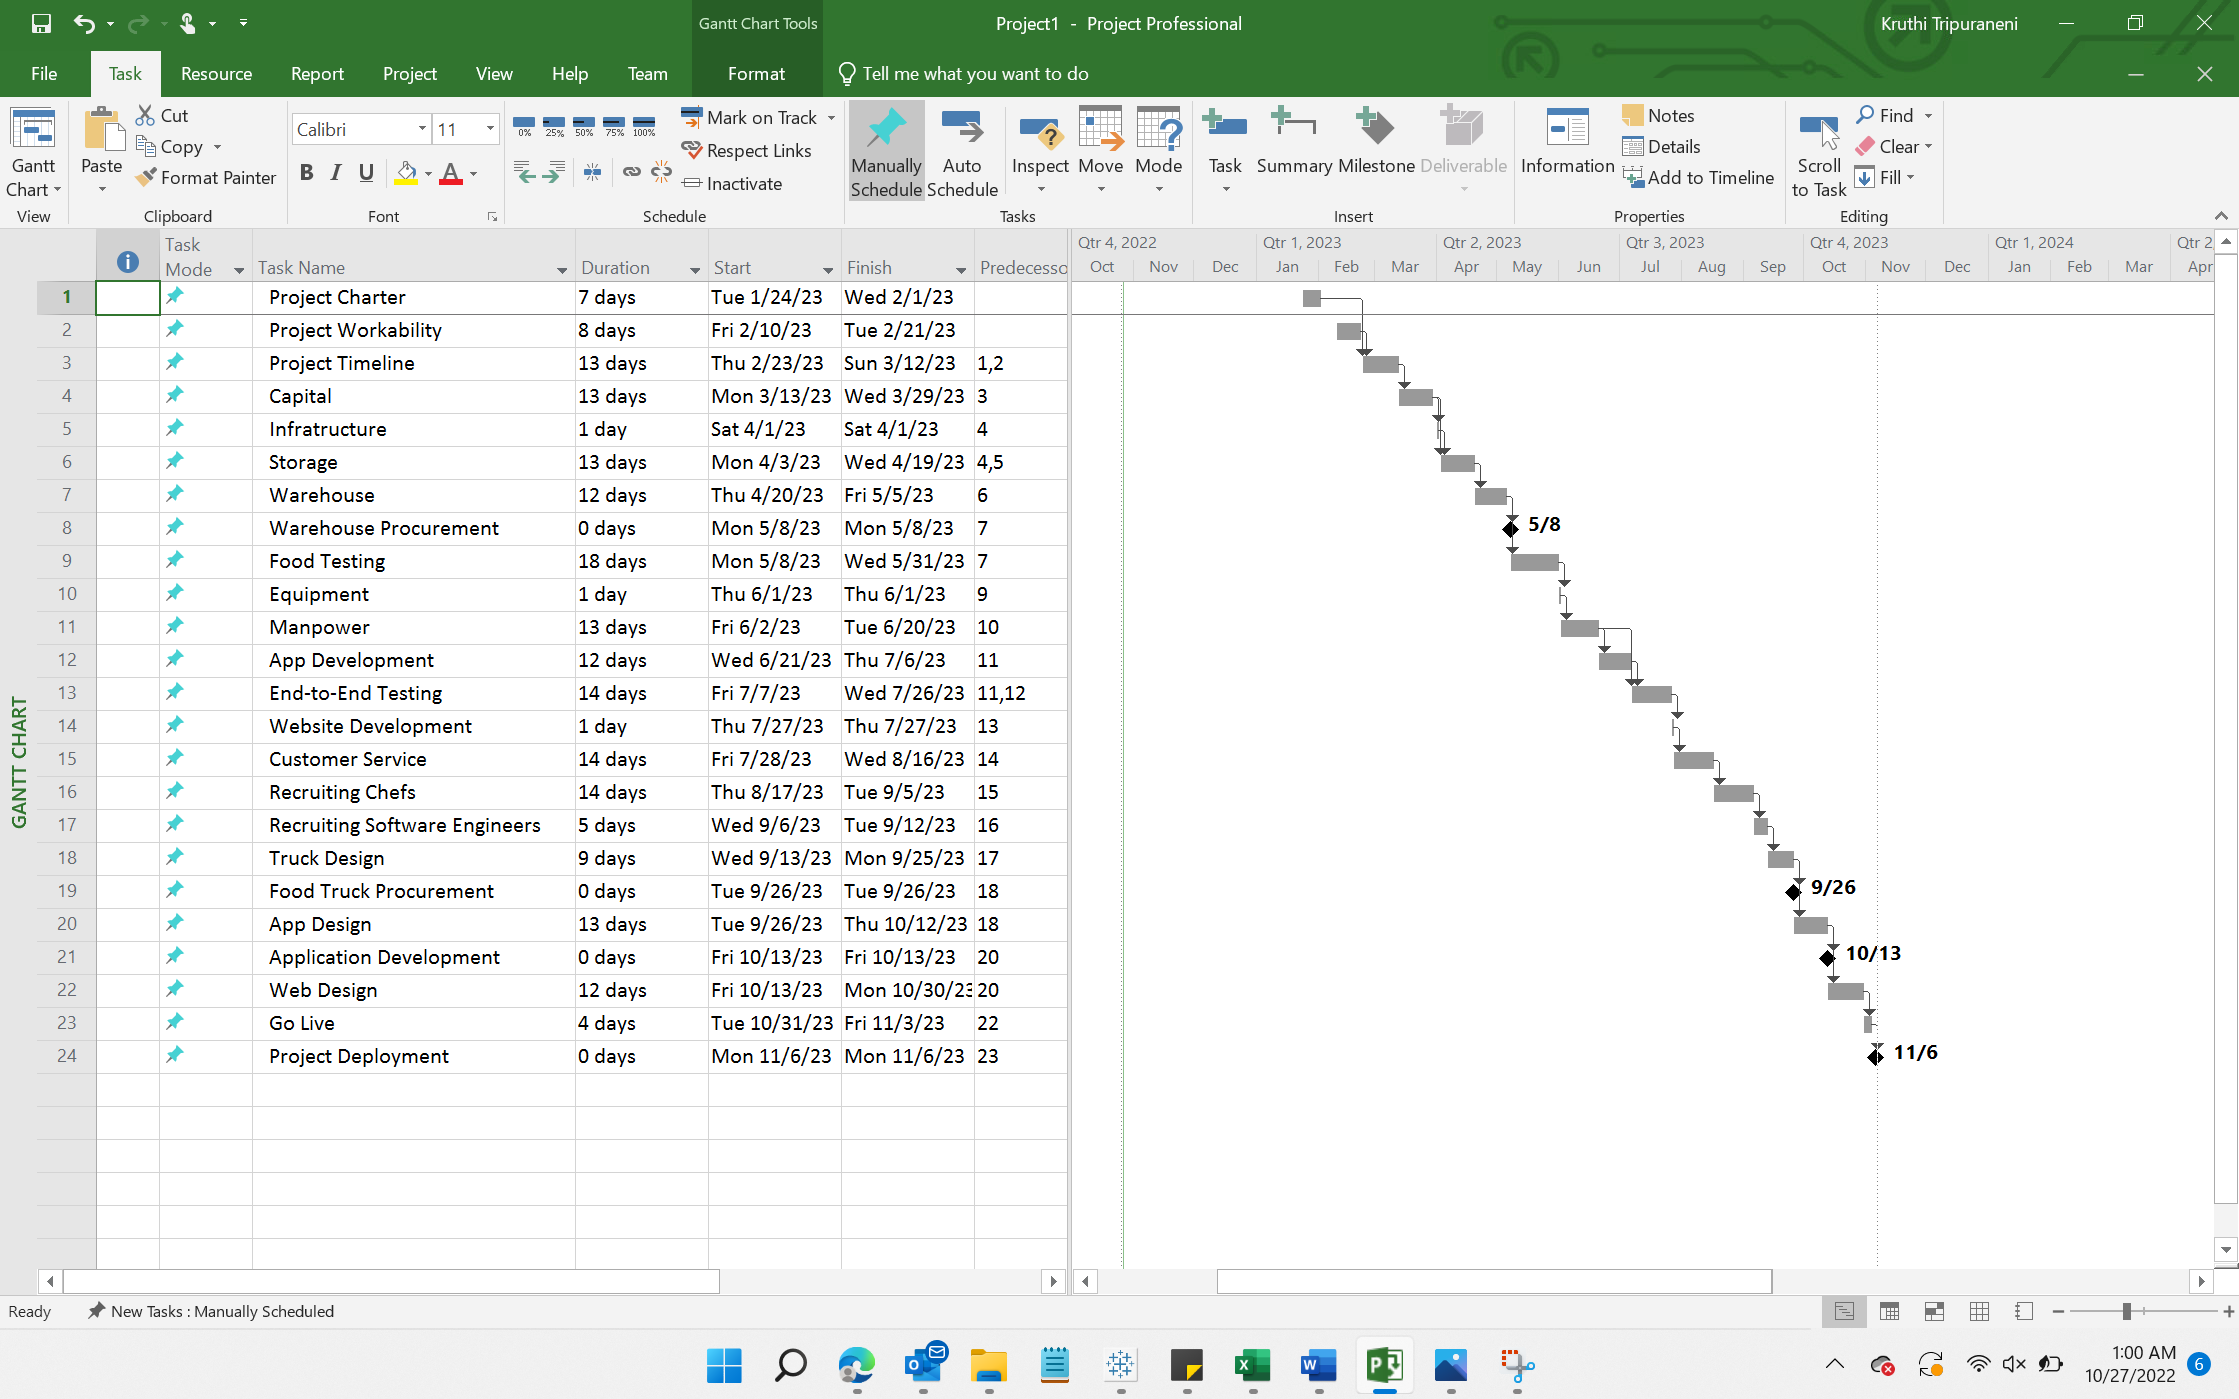 Gantt Chart Tools
Project1 - Project Professional
Kruthi Tripuraneni
File Task Resource Report Project View Help Team Format Tell me what you want to do
Gantt Chart
View
Paste
Cut
Copy
Format Painter
Clipboard
Calibri 11
B I U A
Font
0% 25% 50% 75% 100%
Mark on Track
Respect Links
Inactivate
Schedule
Manually Schedule
Auto Schedule
Inspect
Move
Mode
Tasks
Task
Summary
Milestone
Deliverable
Insert
Information
Notes
Details
Add to Timeline
Properties
Scroll to Task
Find
Clear
Fill
Editing
Task Mode Task Name Duration Start Finish Predecesso
Qtr 4, 2022 Qtr 1, 2023 Qtr 2, 2023 Qtr 3, 2023 Qtr 4, 2023 Qtr 1, 2024 Qtr 2
Oct Nov Dec Jan Feb Mar Apr May Jun Jul Aug Sep Oct Nov Dec Jan Feb Mar Apr
GANTT CHART
1 Project Charter 7 days Tue 1/24/23 Wed 2/1/23
2 Project Workability 8 days Fri 2/10/23 Tue 2/21/23
3 Project Timeline 13 days Thu 2/23/23 Sun 3/12/23 1,2
4 Capital 13 days Mon 3/13/23 Wed 3/29/23 3
5 Infratructure 1 day Sat 4/1/23 Sat 4/1/23 4
6 Storage 13 days Mon 4/3/23 Wed 4/19/23 4,5
7 Warehouse 12 days Thu 4/20/23 Fri 5/5/23 6
8 Warehouse Procurement 0 days Mon 5/8/23 Mon 5/8/23 7 5/8
9 Food Testing 18 days Mon 5/8/23 Wed 5/31/23 7
10 Equipment 1 day Thu 6/1/23 Thu 6/1/23 9
11 Manpower 13 days Fri 6/2/23 Tue 6/20/23 10
12 App Development 12 days Wed 6/21/23 Thu 7/6/23 11
13 End-to-End Testing 14 days Fri 7/7/23 Wed 7/26/23 11,12
14 Website Development 1 day Thu 7/27/23 Thu 7/27/23 13
15 Customer Service 14 days Fri 7/28/23 Wed 8/16/23 14
16 Recruiting Chefs 14 days Thu 8/17/23 Tue 9/5/23 15
17 Recruiting Software Engineers 5 days Wed 9/6/23 Tue 9/12/23 16
18 Truck Design 9 days Wed 9/13/23 Mon 9/25/23 17
19 Food Truck Procurement 0 days Tue 9/26/23 Tue 9/26/23 18 9/26
20 App Design 13 days Tue 9/26/23 Thu 10/12/23 18
21 Application Development 0 days Fri 10/13/23 Fri 10/13/23 20 10/13
22 Web Design 12 days Fri 10/13/23 Mon 10/30/23 20
23 Go Live 4 days Tue 10/31/23 Fri 11/3/23 22
24 Project Deployment 0 days Mon 11/6/23 Mon 11/6/23 23 11/6
Ready New Tasks : Manually Scheduled
1:00 AM
10/27/2022 6